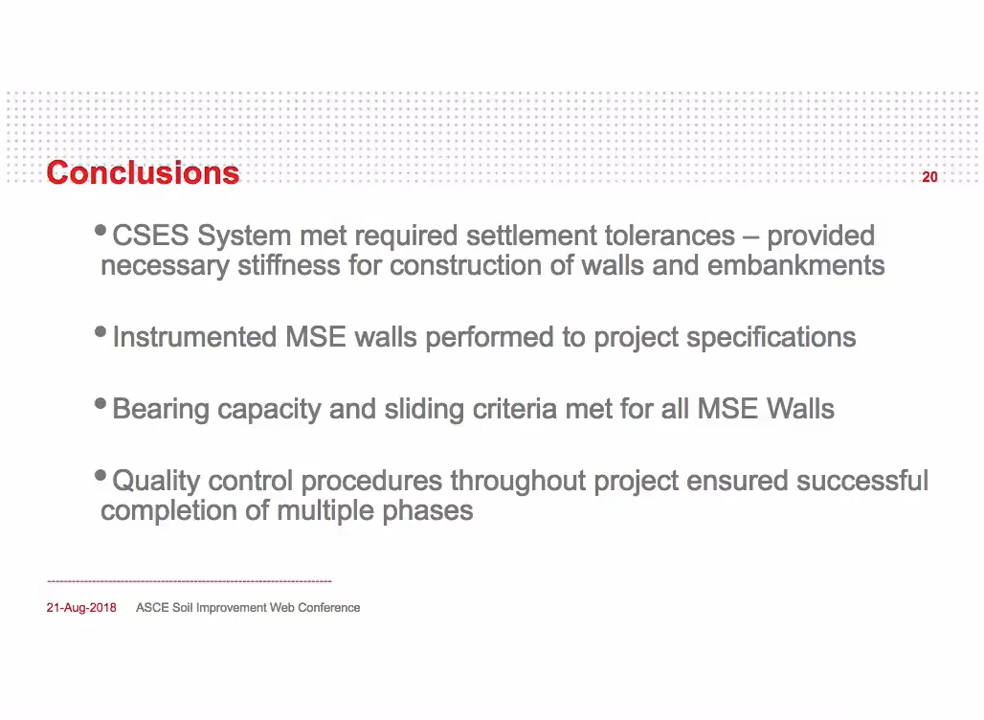 Conclusions
20
•CSES System met required settlement tolerances – provided
necessary stiffness for construction of walls and embankments
•Instrumented MSE walls performed to project specifications
•Bearing capacity and sliding criteria met for all MSE Walls
•Quality control procedures throughout project ensured successful
completion of multiple phases
21-Aug-2018 ASCE Soil Improvement Web Conference